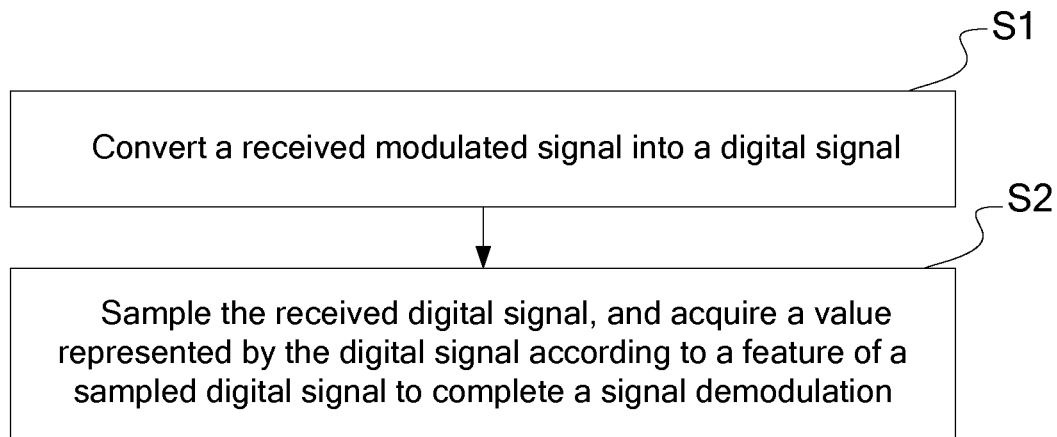 S1
Convert a received modulated signal into a digital signal
S2
Sample the received digital signal, and acquire a value
represented by the digital signal according to a feature of a
sampled digital signal to complete a signal demodulation